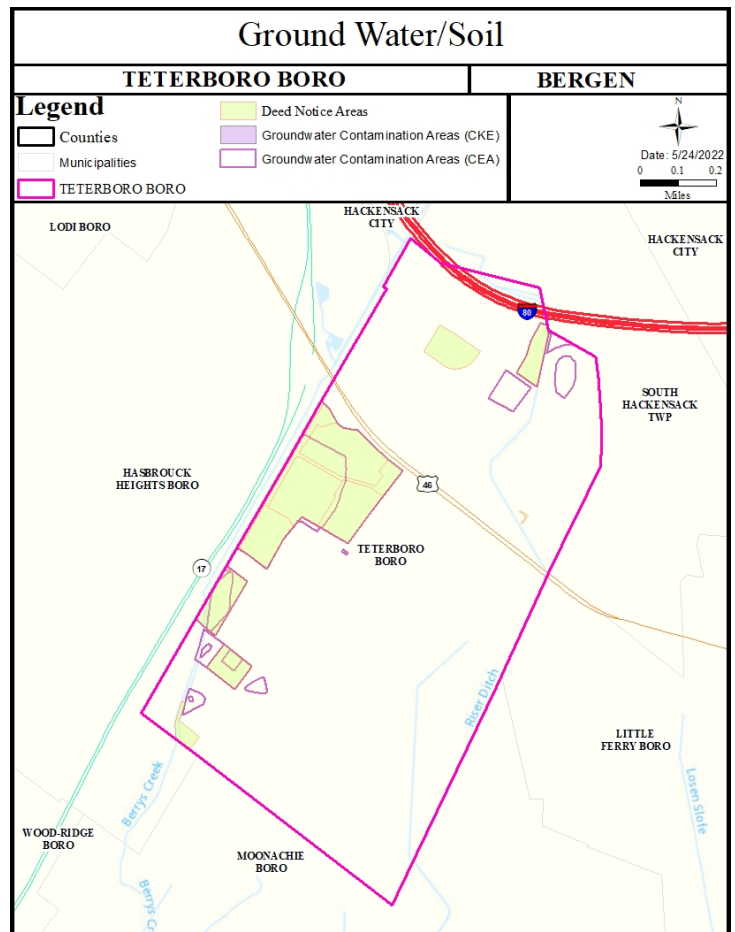 Ground Water/Soil
TETERBORO BORO
BERGEN
Legend
Counties
Municipalities
TETERBORO BORO
Deed Notice Areas
Groundwater Contamination Areas (CKE)
Groundwater Contamination Areas (CEA)
N
Date: 5/24/2022
0 0.1 0.2
Miles
LODI BORO
HACKENSACK
CITY
HACKENSACK
CITY
80
SOUTH
HACKENSACK
TWP
HASBROUCK
HEIGHTS BORO
46
TETERBORO
BORO
17
Riser Ditch
LITTLE
FERRY BORO
Losen Slofe
Berrys Creek
WOOD-RIDGE
BORO
MOONACHIE
BORO
Berrys Cr